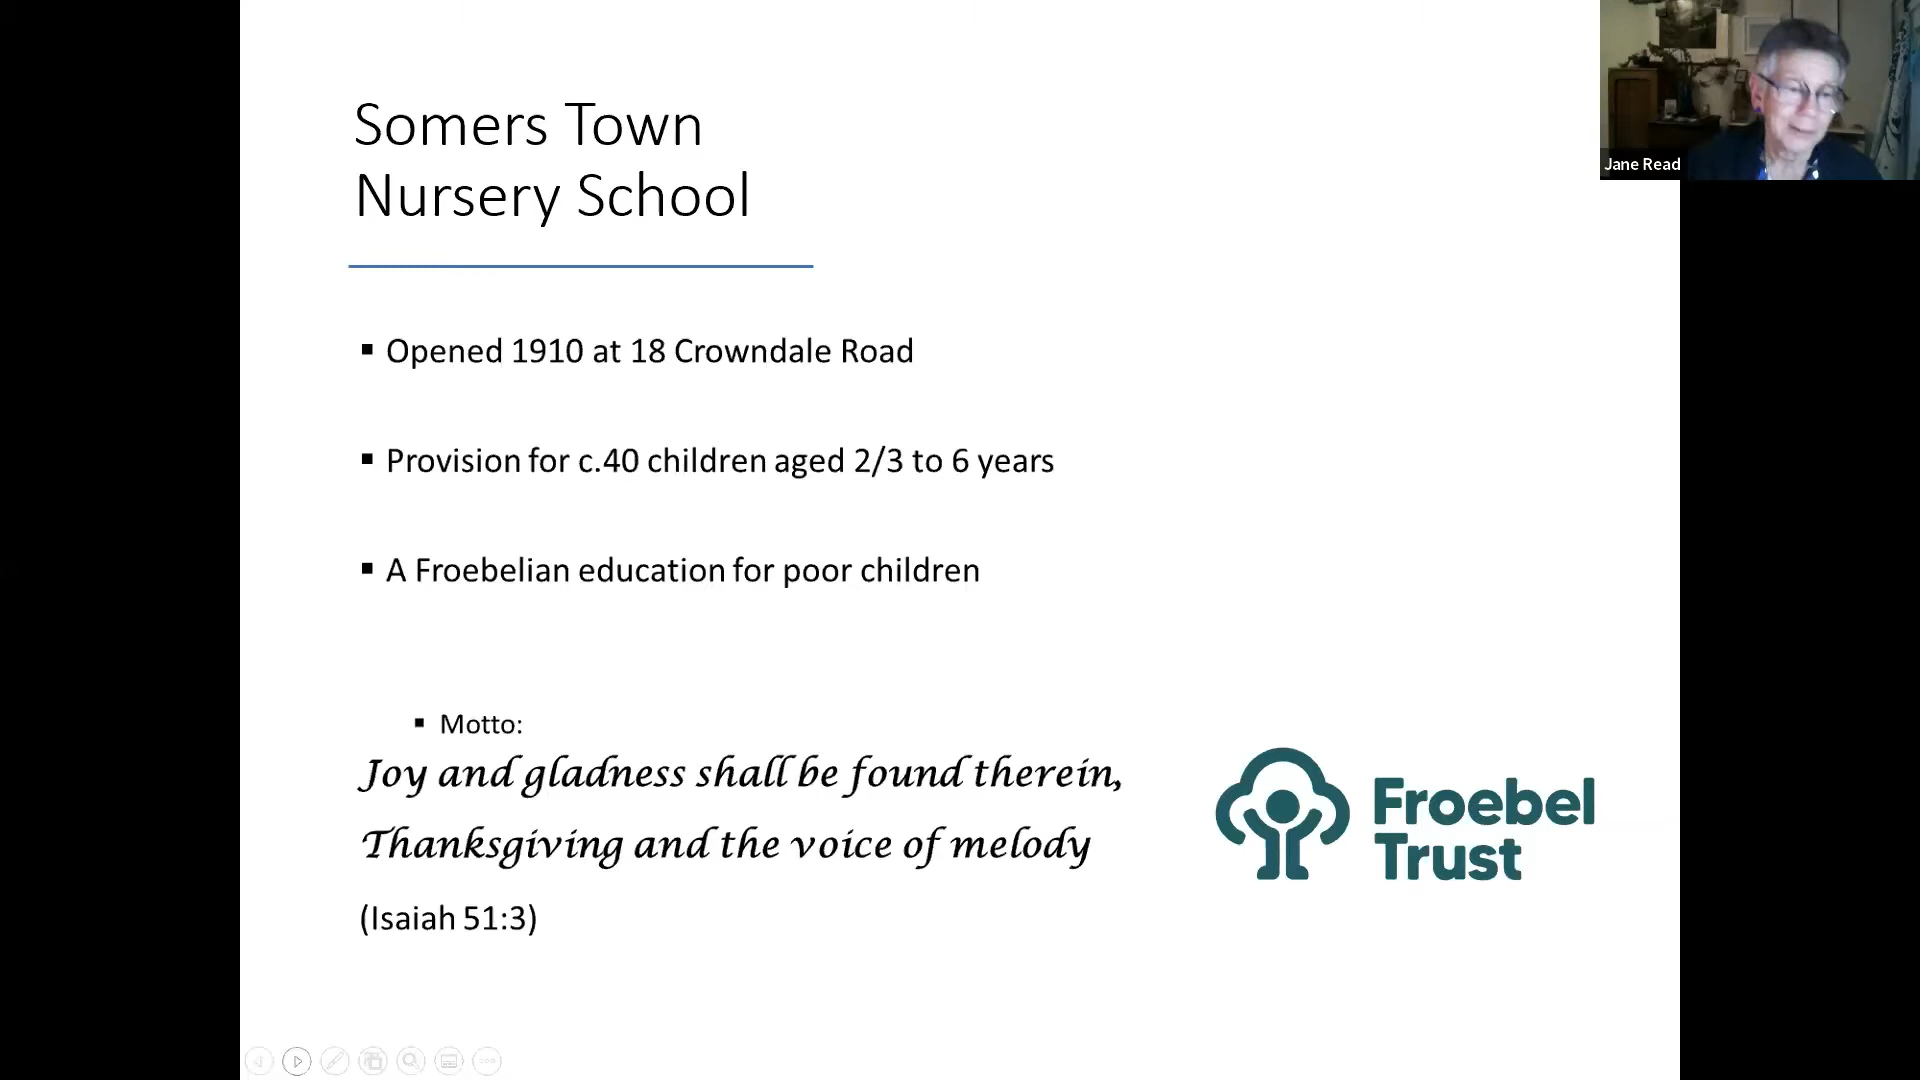 Somers Town
Nursery School
▪ Opened 1910 at 18 Crowndale Road
▪ Provision for c.40 children aged 2/3 to 6 years
▪ A Froebelian education for poor children
▪ Motto:
Joy and gladness shall be found therein,
Thanksgiving and the voice of melody
(Isaiah 51:3)
Froebel
Trust
Jane Read